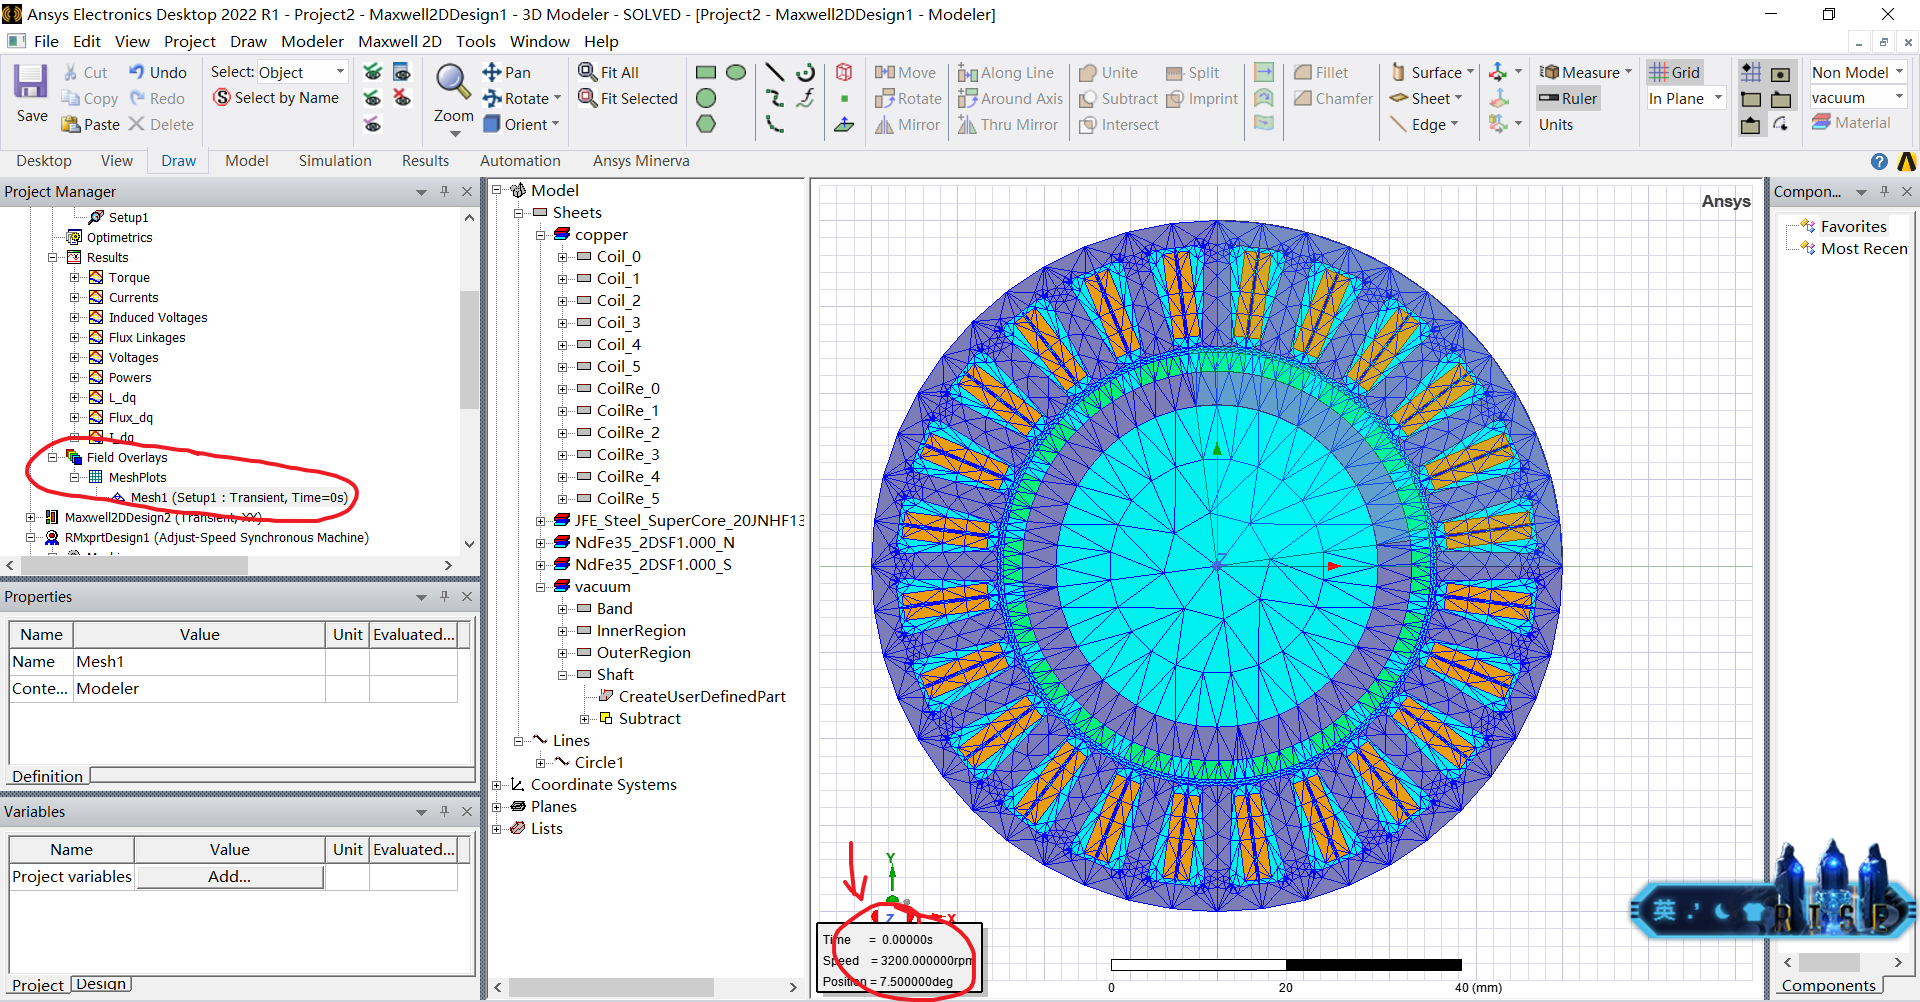 Ansys Electronics Desktop 2022 R1 - Project2 - Maxwell2DDesign1 - 3D Modeler - SOLVED - [Project2 - Maxwell2DDesign1 - Modeler]
File Edit View Project Draw Modeler Maxwell 2D Tools Window Help
Save
Cut Undo
Copy Redo
Paste Delete
Select: Object
Select by Name
Zoom
Pan
Rotate
Orient
Fit All
Fit Selected
Move Along Line
Rotate Around Axis
Mirror Thru Mirror
Unite Split
Subtract Imprint
Intersect
Fillet
Chamfer
Surface
Sheet
Edge
Measure
Ruler
Units
Grid
In Plane
Non Model
vacuum
Material
Desktop View Draw Model Simulation Results Automation Ansys Minerva
Project Manager
Setup1
Optimetrics
Results
Torque
Currents
Induced Voltages
Flux Linkages
Voltages
Powers
L_dq
Flux_dq
I_dq
Field Overlays
MeshPlots
Mesh1 (Setup1 : Transient, Time=0s)
Maxwell2DDesign2 (Transient, XY)
RMxprtDesign1 (Adjust-Speed Synchronous Machine)
Properties
Name Value Unit Evaluated...
Name Mesh1
Conte... Modeler
Definition
Variables
Name Value Unit Evaluated...
Project variables Add...
Project Design
Model
Sheets
copper
Coil_0
Coil_1
Coil_2
Coil_3
Coil_4
Coil_5
CoilRe_0
CoilRe_1
CoilRe_2
CoilRe_3
CoilRe_4
CoilRe_5
JFE_Steel_SuperCore_20JNHF13
NdFe35_2DSF1.000_N
NdFe35_2DSF1.000_S
vacuum
Band
InnerRegion
OuterRegion
Shaft
CreateUserDefinedPart
Subtract
Lines
Circle1
Coordinate Systems
Planes
Lists
Ansys
Z
Y
Z X
Time = 0.00000s
Speed = 3200.000000rpm
Position = 7.500000deg
0 20 40 (mm)
Compon...
Favorites
Most Recen
英
RISE
Components